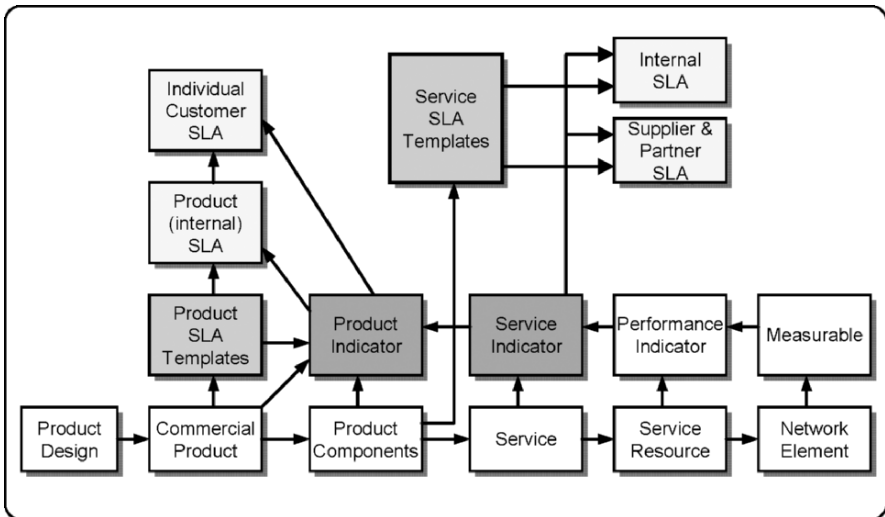 Individual
Customer
SLA
Service
SLA
Templates
Internal
SLA
Supplier &
Partner
SLA
Product
(internal)
SLA
Product
SLA
Templates
Product
Indicator
Service
Indicator
Performance
Indicator
Measurable
Product
Design
Commercial
Product
Product
Components
Service
Service
Resource
Network
Element